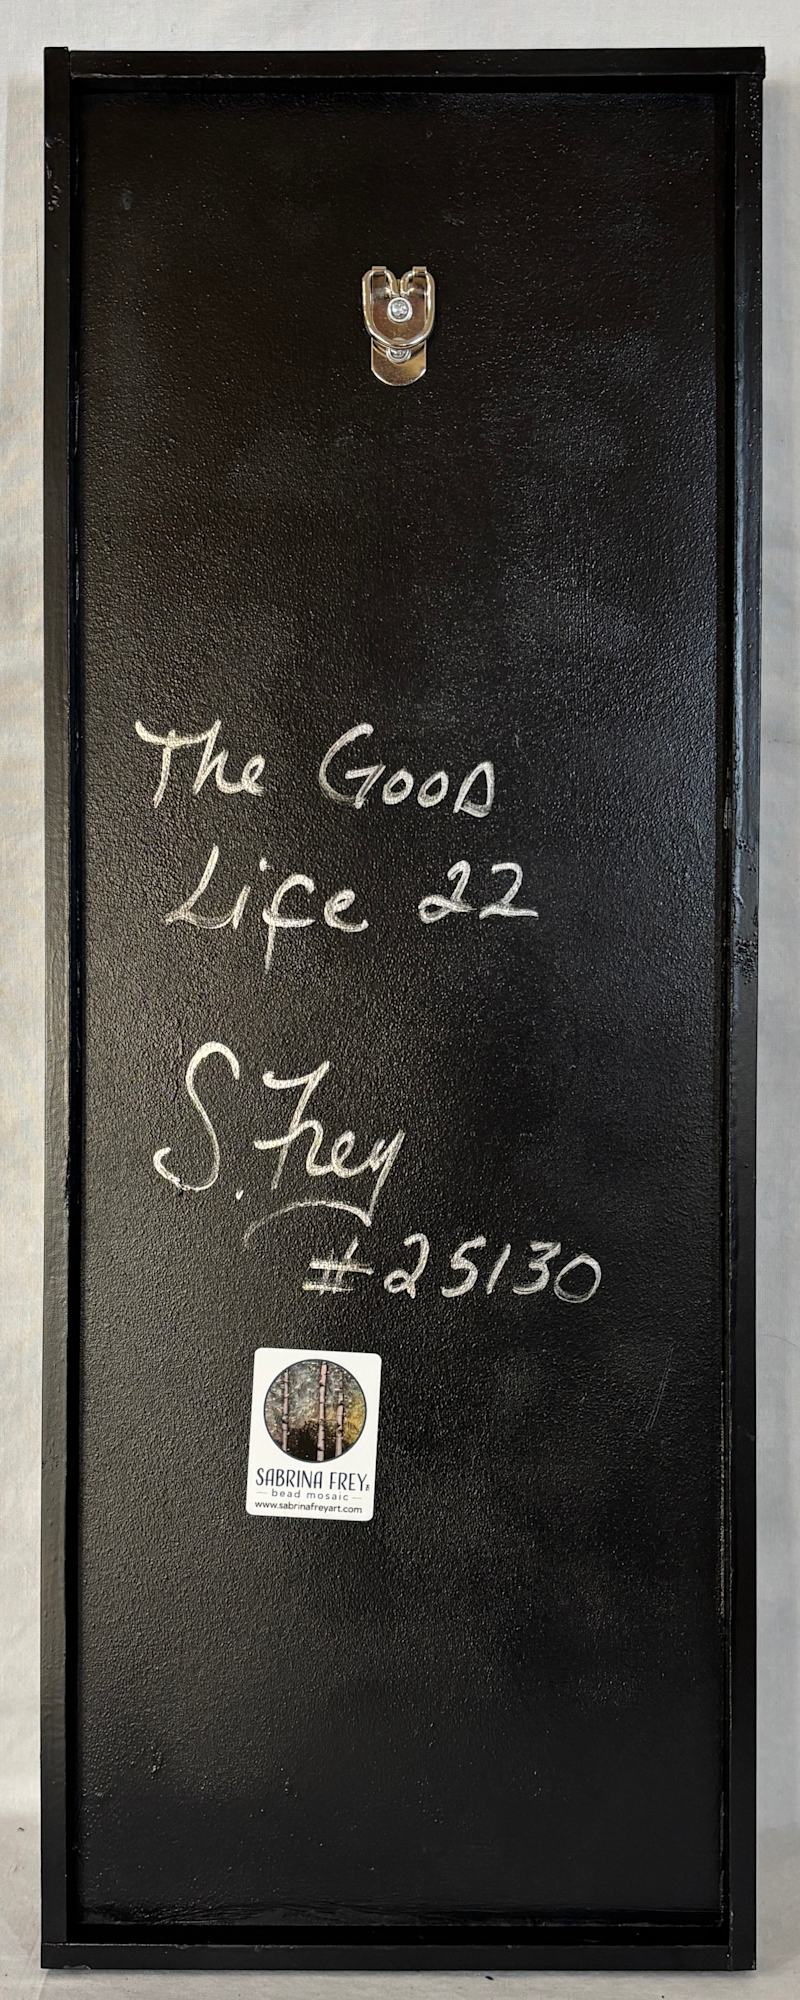 The Good
Life 22
S. Frey
#25130
SABRINA FREY®
bead mosaic
www.sabrinafreyart.com